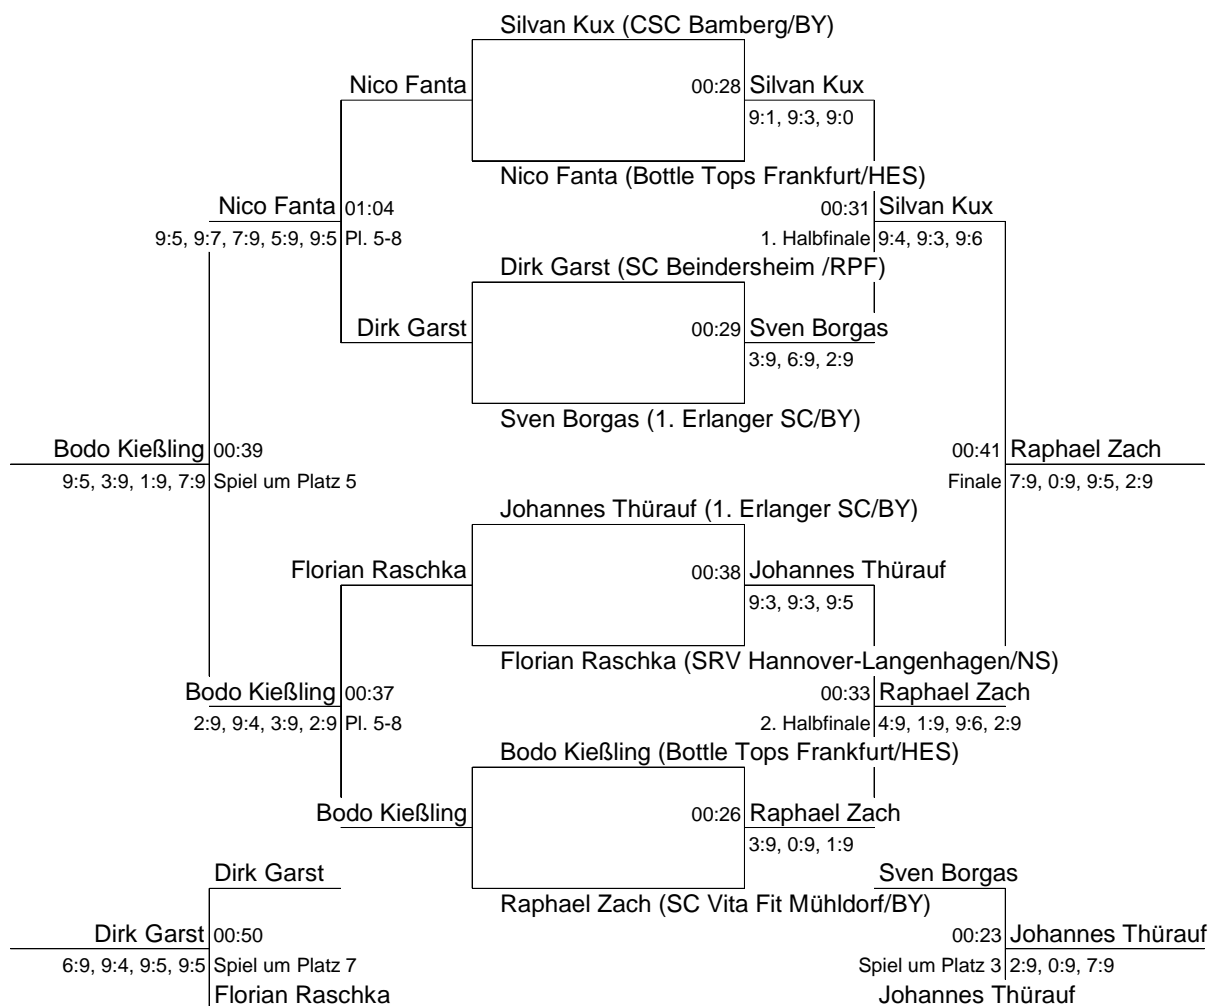 Silvan Kux (CSC Bamberg/BY)
Nico Fanta 00:28 Silvan Kux
9:1, 9:3, 9:0
Nico Fanta (Bottle Tops Frankfurt/HES)
Nico Fanta 01:04 00:31 Silvan Kux
9:5, 9:7, 7:9, 5:9, 9:5 Pl. 5-8 1. Halbfinale 9:4, 9:3, 9:6
Dirk Garst (SC Beindersheim /RPF)
Dirk Garst 00:29 Sven Borgas
3:9, 6:9, 2:9
Sven Borgas (1. Erlanger SC/BY)
Bodo Kießling 00:39 00:41 Raphael Zach
9:5, 3:9, 1:9, 7:9 Spiel um Platz 5 Finale 7:9, 0:9, 9:5, 2:9
Johannes Thürauf (1. Erlanger SC/BY)
Florian Raschka 00:38 Johannes Thürauf
9:3, 9:3, 9:5
Florian Raschka (SRV Hannover-Langenhagen/NS)
Bodo Kießling 00:37 00:33 Raphael Zach
2:9, 9:4, 3:9, 2:9 Pl. 5-8 2. Halbfinale 4:9, 1:9, 9:6, 2:9
Bodo Kießling (Bottle Tops Frankfurt/HES)
Bodo Kießling 00:26 Raphael Zach
3:9, 0:9, 1:9
Dirk Garst Sven Borgas
Raphael Zach (SC Vita Fit Mühldorf/BY)
Dirk Garst 00:50 00:23 Johannes Thürauf
6:9, 9:4, 9:5, 9:5 Spiel um Platz 7 Spiel um Platz 3 2:9, 0:9, 7:9
Florian Raschka Johannes Thürauf